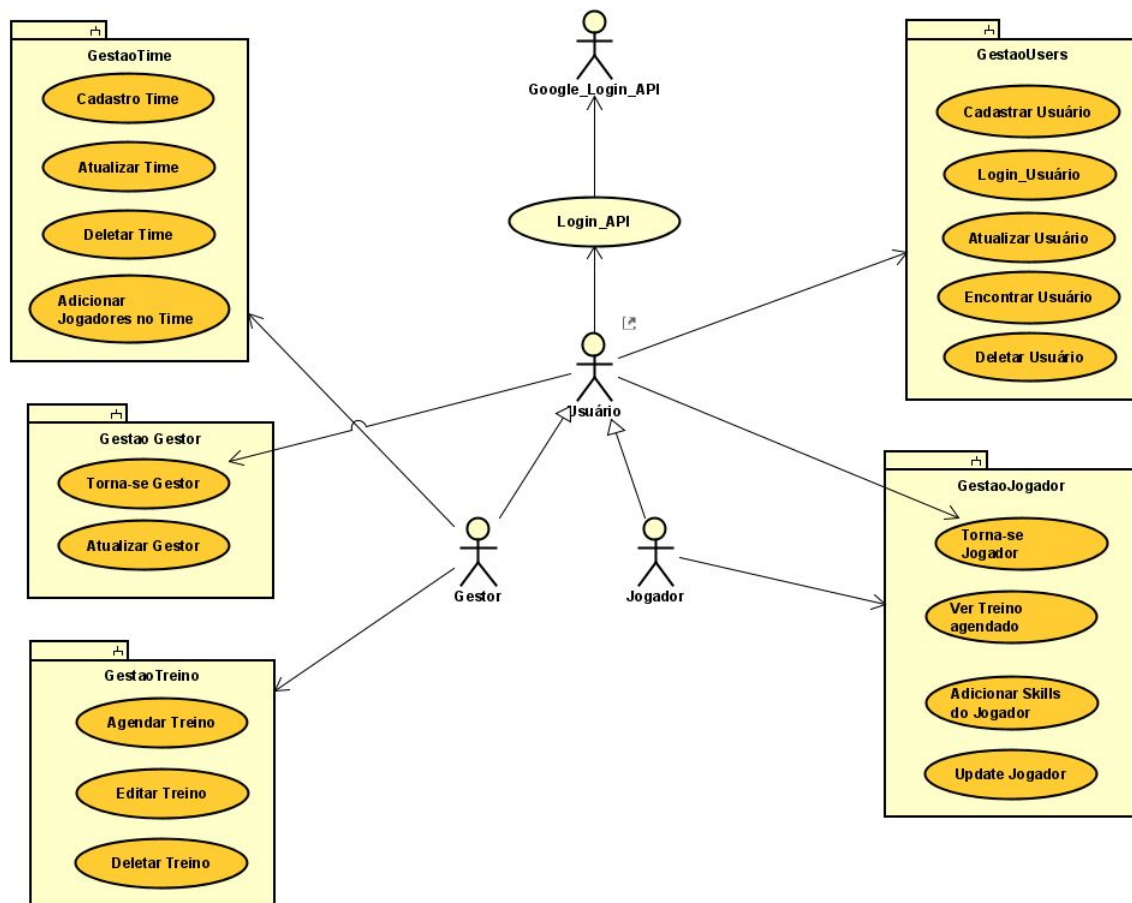 GestaoTime
Cadastro Time
Atualizar Time
Deletar Time
Adicionar
Jogadores no Time
Google_Login_API
Login_API
Usuário
GestaoUsers
Cadastrar Usuário
Login_Usuário
Atualizar Usuário
Encontrar Usuário
Deletar Usuário
Gestao Gestor
Torna-se Gestor
Atualizar Gestor
Gestor
Jogador
GestaoJogador
Torna-se
Jogador
Ver Treino
agendado
Adicionar Skills
do Jogador
Update Jogador
GestaoTreino
Agendar Treino
Editar Treino
Deletar Treino